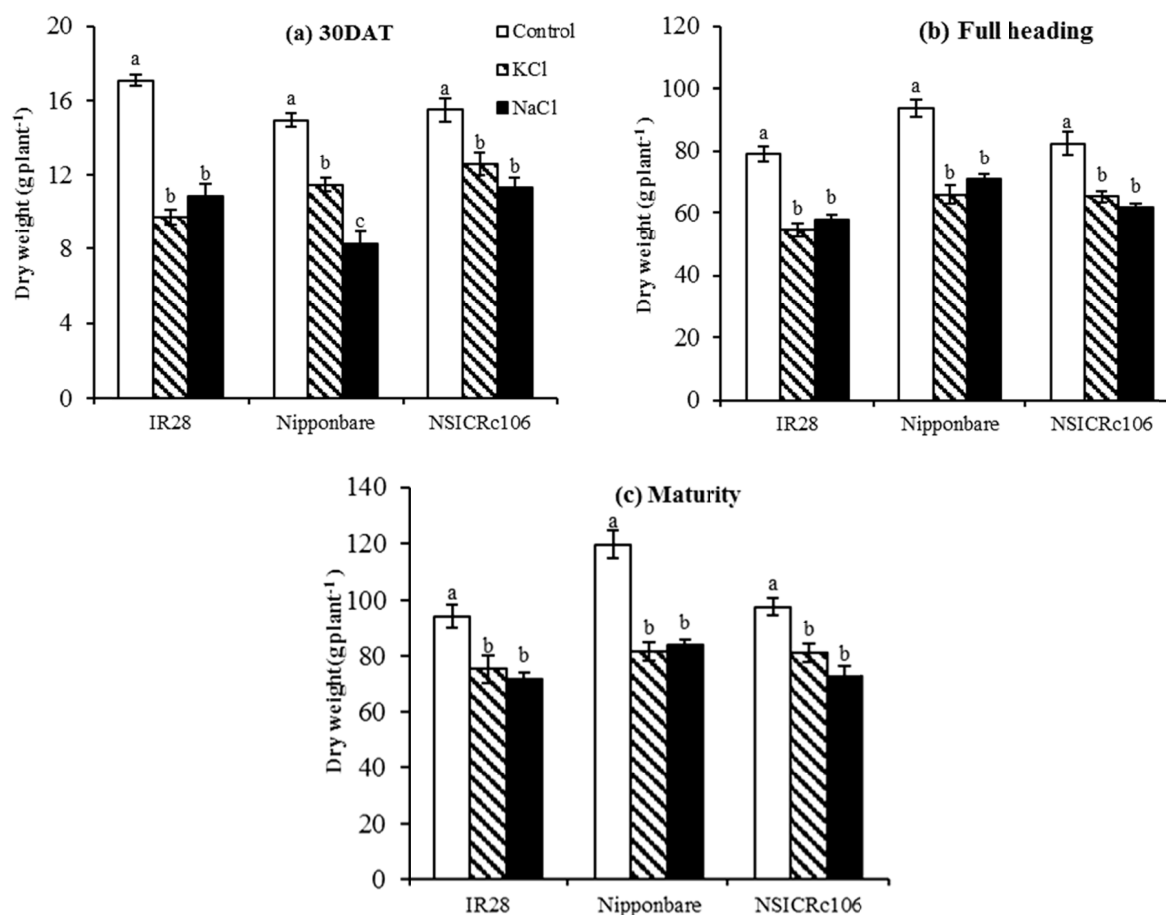 (a) 30DAT
Control
KCl
NaCl
Dry weight (g plant-1)
20
16
12
8
4
0
a
b
b
a
b
c
a
b
b
IR28
Nipponbare
NSICRc106
(b) Full heading
Dry weight (g plant-1)
120
100
80
60
40
20
0
a
b
b
a
b
b
a
b
b
IR28
Nipponbare
NSICRc106
(c) Maturity
Dry weight (g plant-1)
140
120
100
80
60
40
20
0
a
b
b
a
b
b
a
b
b
IR28
Nipponbare
NSICRc106